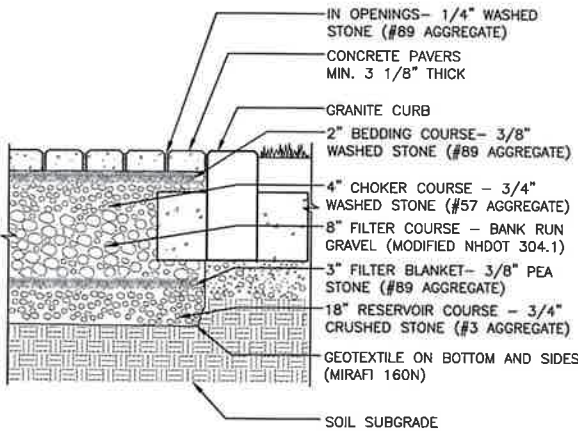 IN OPENINGS– 1/4" WASHED
STONE (#89 AGGREGATE)
CONCRETE PAVERS
MIN. 3 1/8" THICK
GRANITE CURB
2" BEDDING COURSE– 3/8"
WASHED STONE (#89 AGGREGATE)
4" CHOKER COURSE – 3/4"
WASHED STONE (#57 AGGREGATE)
8" FILTER COURSE – BANK RUN
GRAVEL (MODIFIED NHDOT 304.1)
3" FILTER BLANKET– 3/8" PEA
STONE (#89 AGGREGATE)
18" RESERVOIR COURSE – 3/4"
CRUSHED STONE (#3 AGGREGATE)
GEOTEXTILE ON BOTTOM AND SIDES
(MIRAFI 160N)
SOIL SUBGRADE